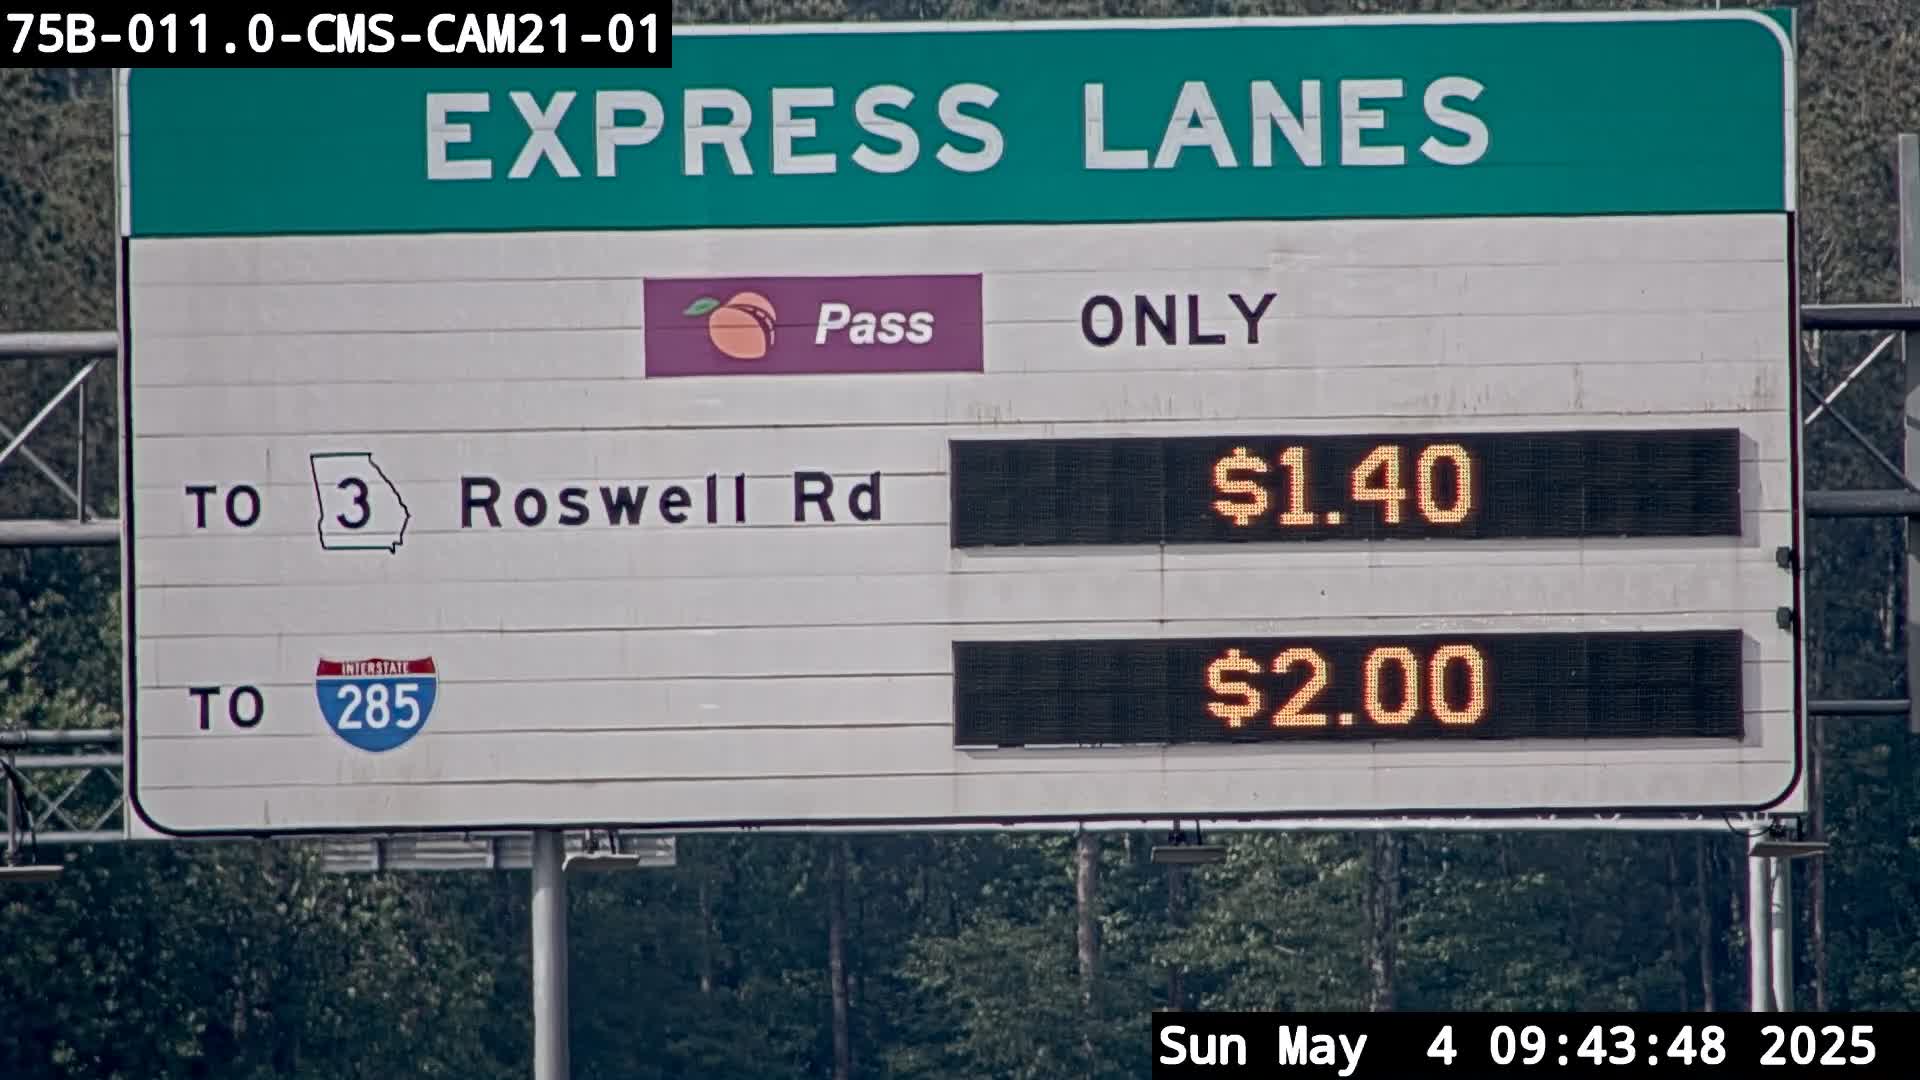 75B-011.0-CMS-CAM21-01
EXPRESS LANES
Pass ONLY
TO 3 Roswell Rd $1.40
TO INTERSTATE 285 $2.00
Sun May 4 09:43:48 2025